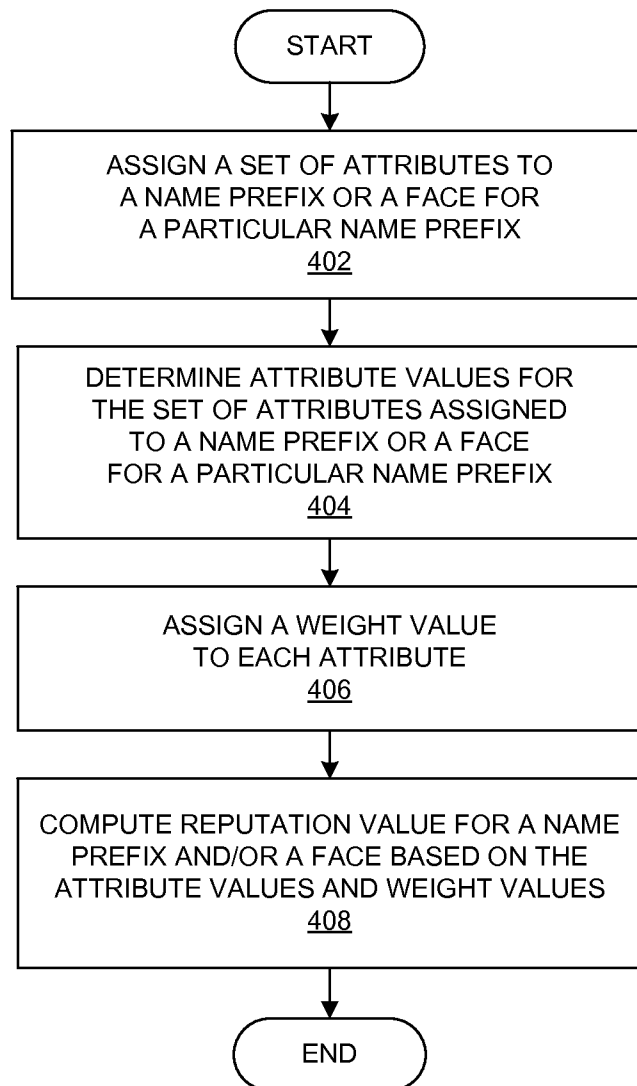 START
ASSIGN A SET OF ATTRIBUTES TO
A NAME PREFIX OR A FACE FOR
A PARTICULAR NAME PREFIX
402
DETERMINE ATTRIBUTE VALUES FOR
THE SET OF ATTRIBUTES ASSIGNED
TO A NAME PREFIX OR A FACE
FOR A PARTICULAR NAME PREFIX
404
ASSIGN A WEIGHT VALUE
TO EACH ATTRIBUTE
406
COMPUTE REPUTATION VALUE FOR A NAME
PREFIX AND/OR A FACE BASED ON THE
ATTRIBUTE VALUES AND WEIGHT VALUES
408
END